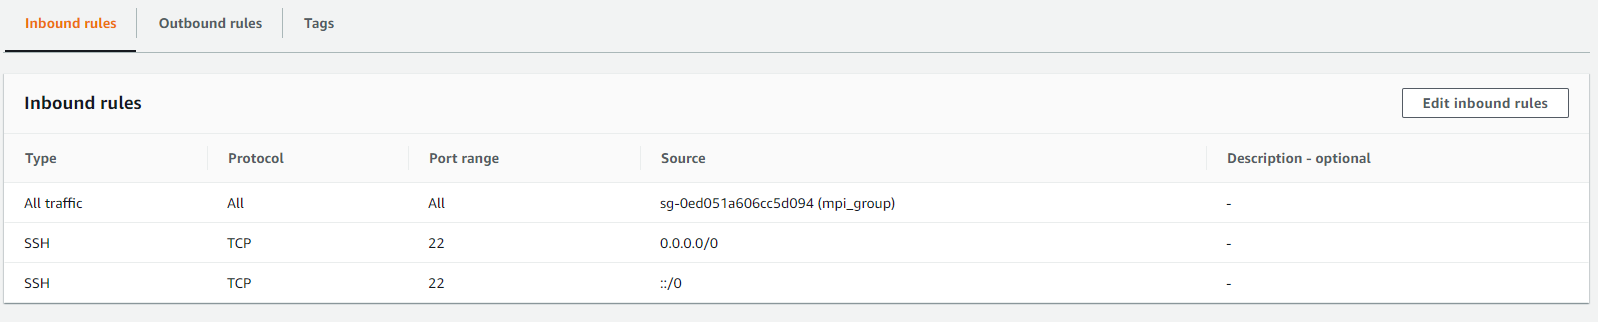 Inbound rules Outbound rules Tags
Inbound rules Edit inbound rules
Type Protocol Port range Source Description - optional
All traffic All All sg-0ed051a606cc5d094 (mpi_group) -
SSH TCP 22 0.0.0.0/0 -
SSH TCP 22 ::/0 -